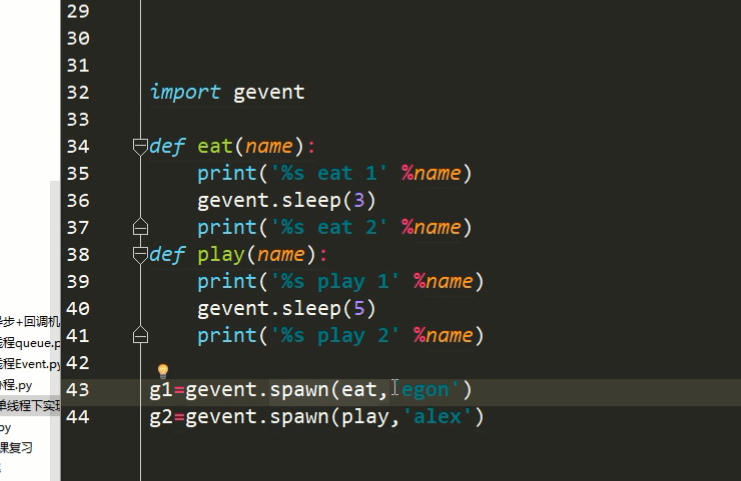 29
30
31
32 import gevent
33
34 def eat(name):
35     print('%s eat 1' %name)
36     gevent.sleep(3)
37     print('%s eat 2' %name)
38 def play(name):
39     print('%s play 1' %name)
40     gevent.sleep(5)
41     print('%s play 2' %name)
42
43 g1=gevent.spawn(eat,'egon')
44 g2=gevent.spawn(play,'alex')
步+回调机
程queue.p
程Event.py
程.py
单线程下实现
py
课复习